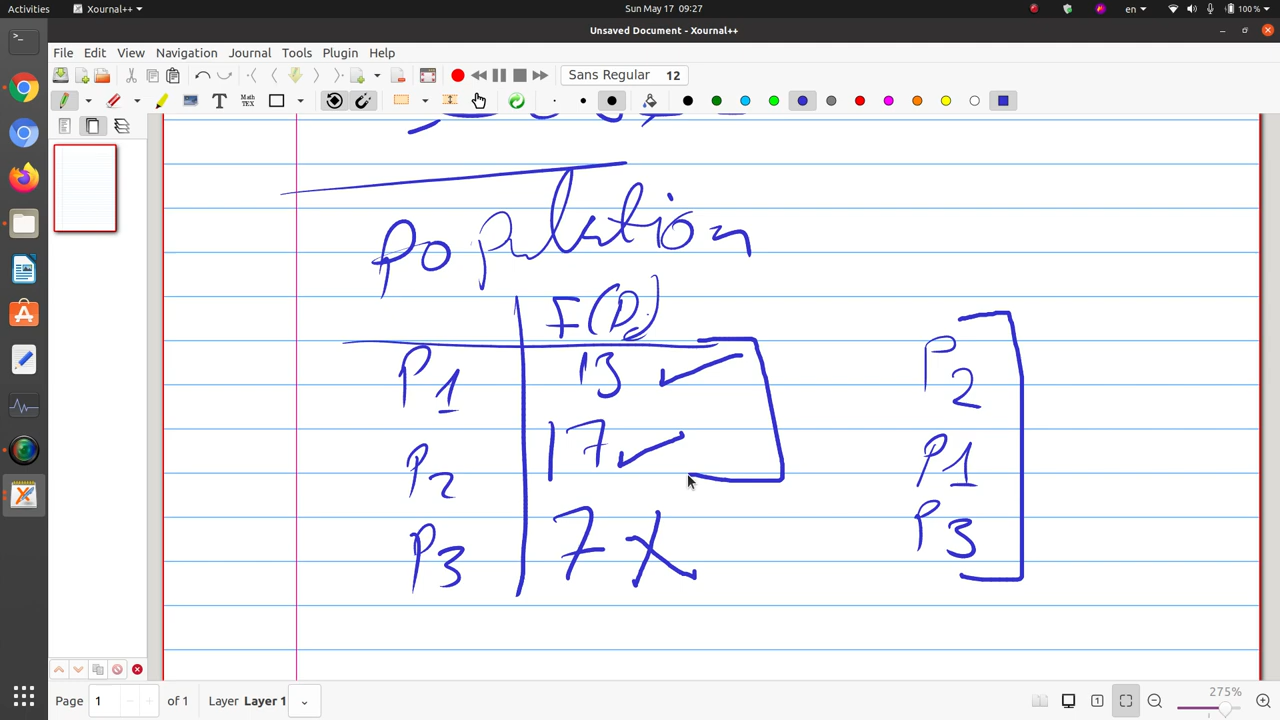 Activities Xournal++ Sun May 17 09:27 en 100 %
Unsaved Document - Xournal++
File Edit View Navigation Journal Tools Plugin Help
Sans Regular 12
Population
F(P)
P1 13
P2 17
P3 7 X
P2
P1
P3
Page 1 of 1 Layer Layer 1 275%